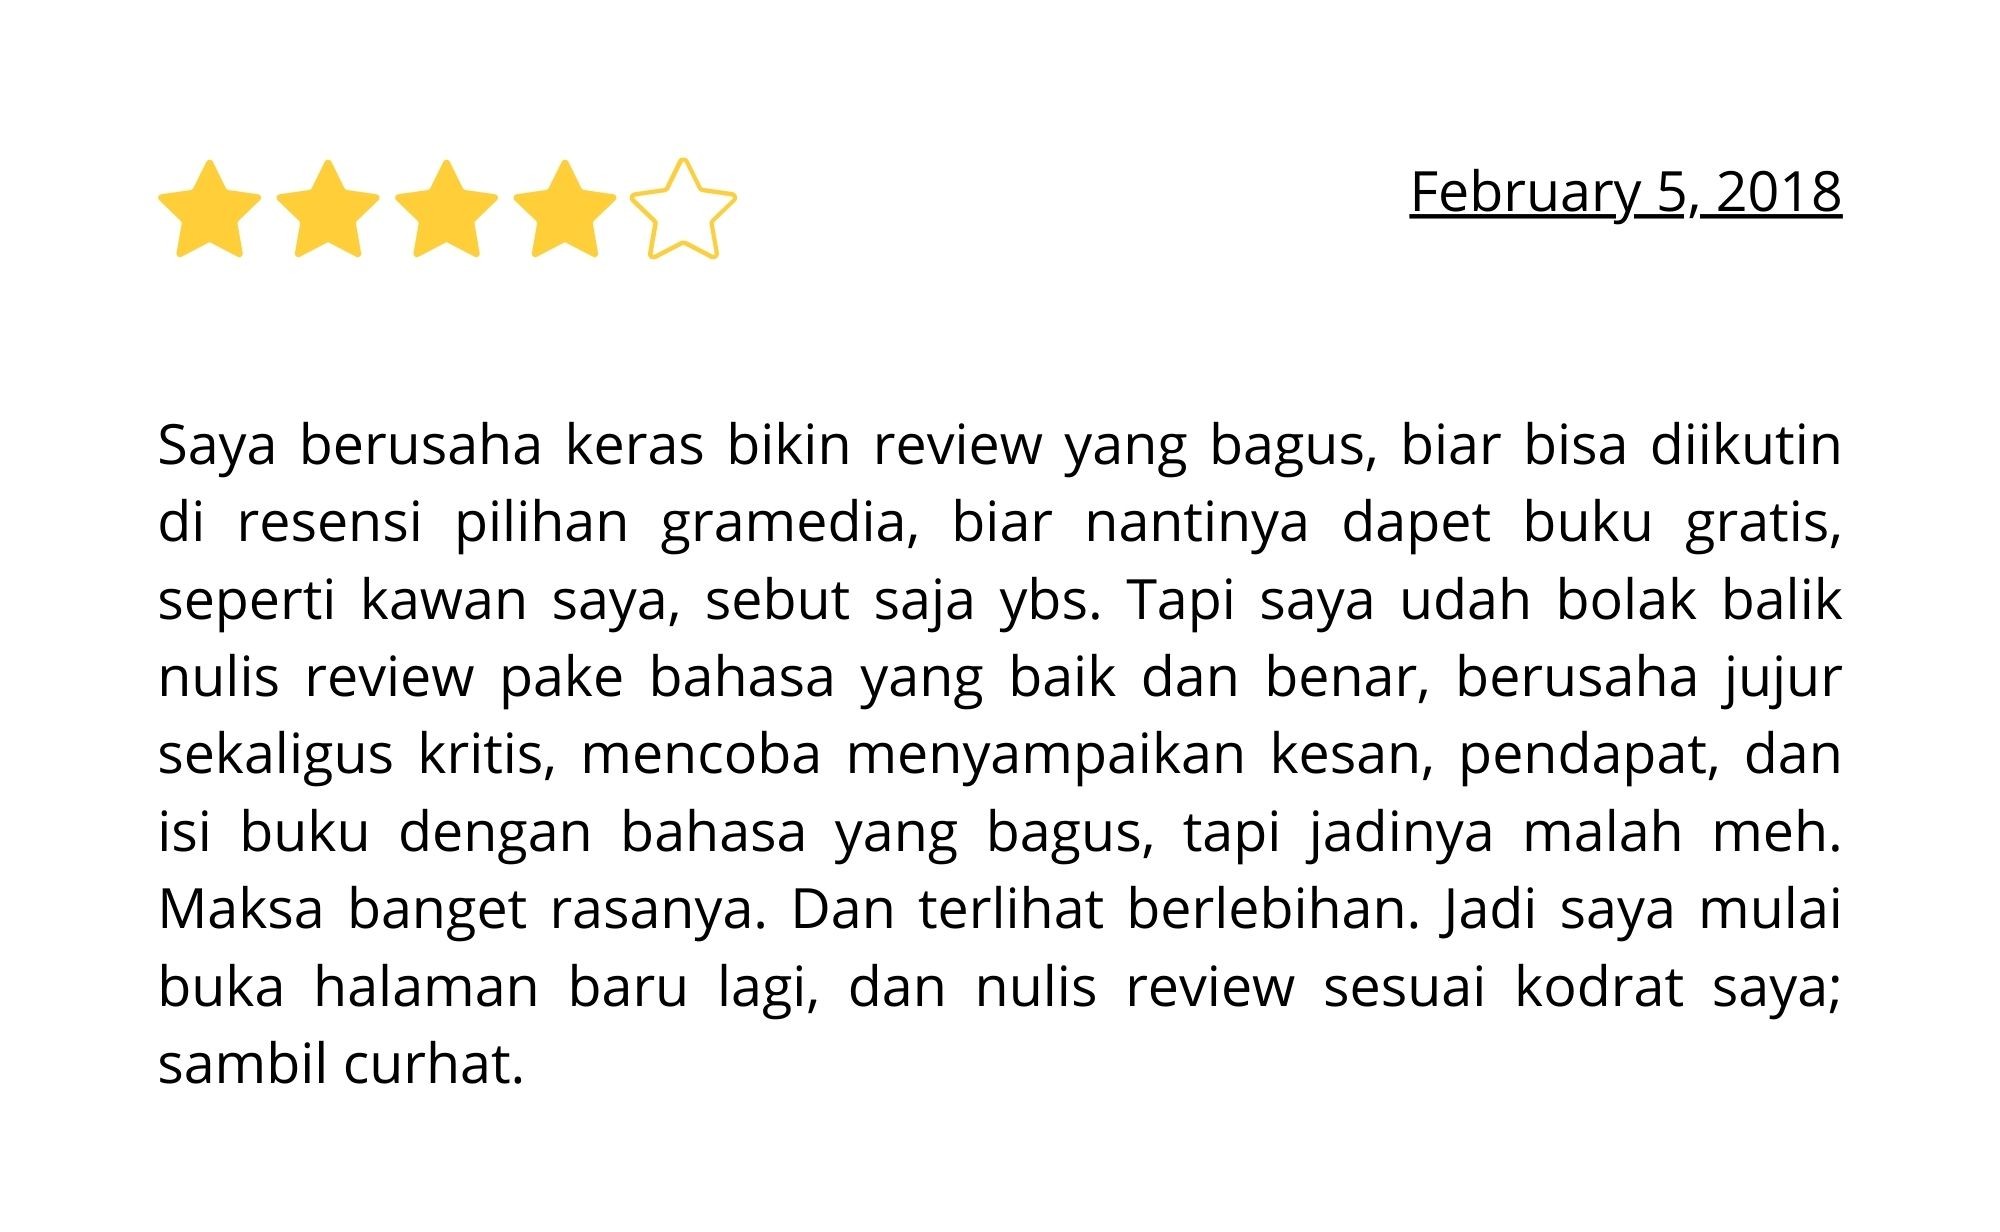 February 5, 2018
Saya berusaha keras bikin review yang bagus, biar bisa diikutin
di resensi pilihan gramedia, biar nantinya dapet buku gratis,
seperti kawan saya, sebut saja ybs. Tapi saya udah bolak balik
nulis review pake bahasa yang baik dan benar, berusaha jujur
sekaligus kritis, mencoba menyampaikan kesan, pendapat, dan
isi buku dengan bahasa yang bagus, tapi jadinya malah meh.
Maksa banget rasanya. Dan terlihat berlebihan. Jadi saya mulai
buka halaman baru lagi, dan nulis review sesuai kodrat saya;
sambil curhat.